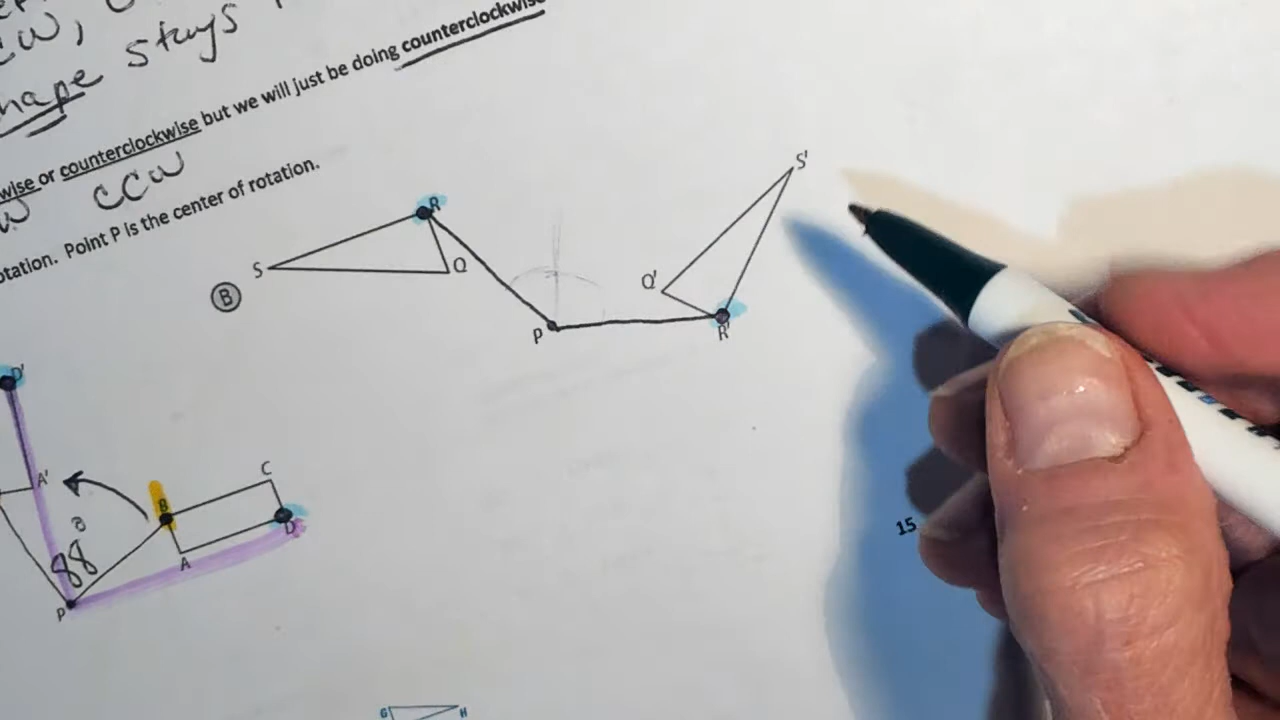 CW,
shape stays
wise or counterclockwise but we will just be doing counterclockwise
CCW
otation. Point P is the center of rotation.
S'
R
S
Q
Q'
B
P
R'
D'
C
A'
B
D
88°
A
P
15
G
H